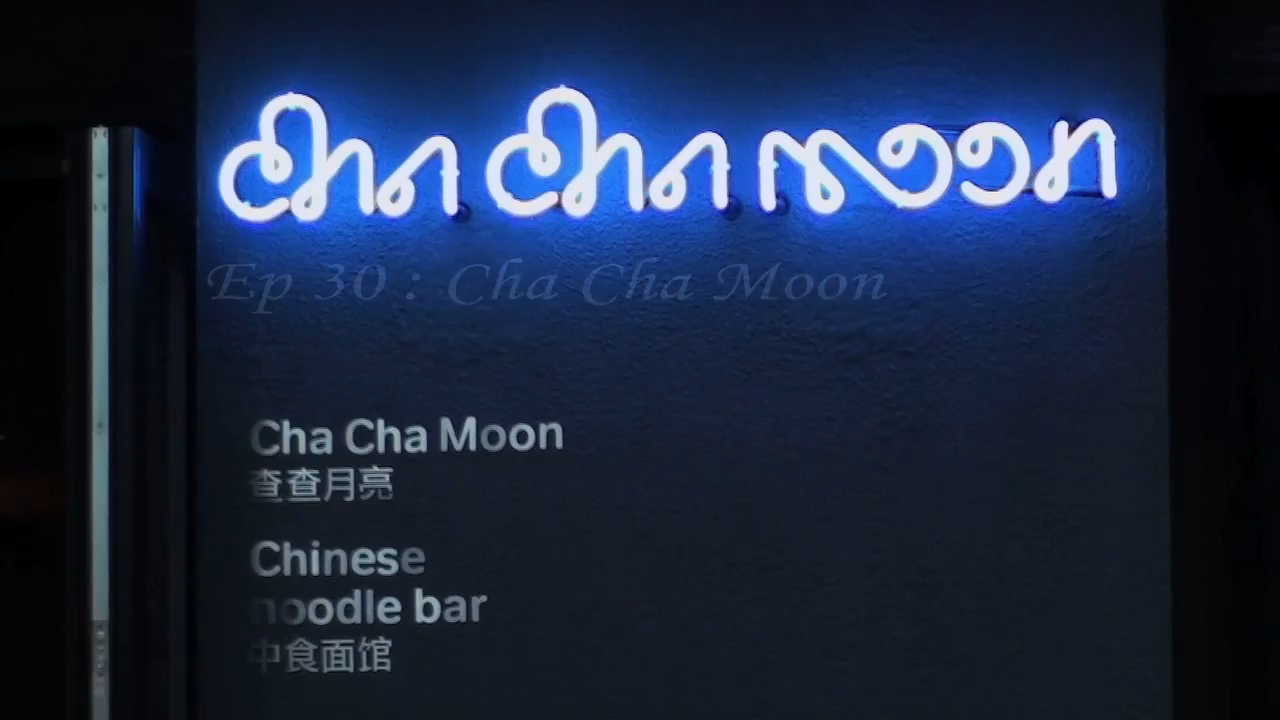 cha cha moon
Ep 30 : Cha Cha Moon
Cha Cha Moon
查查月亮
Chinese
noodle bar
中食面馆